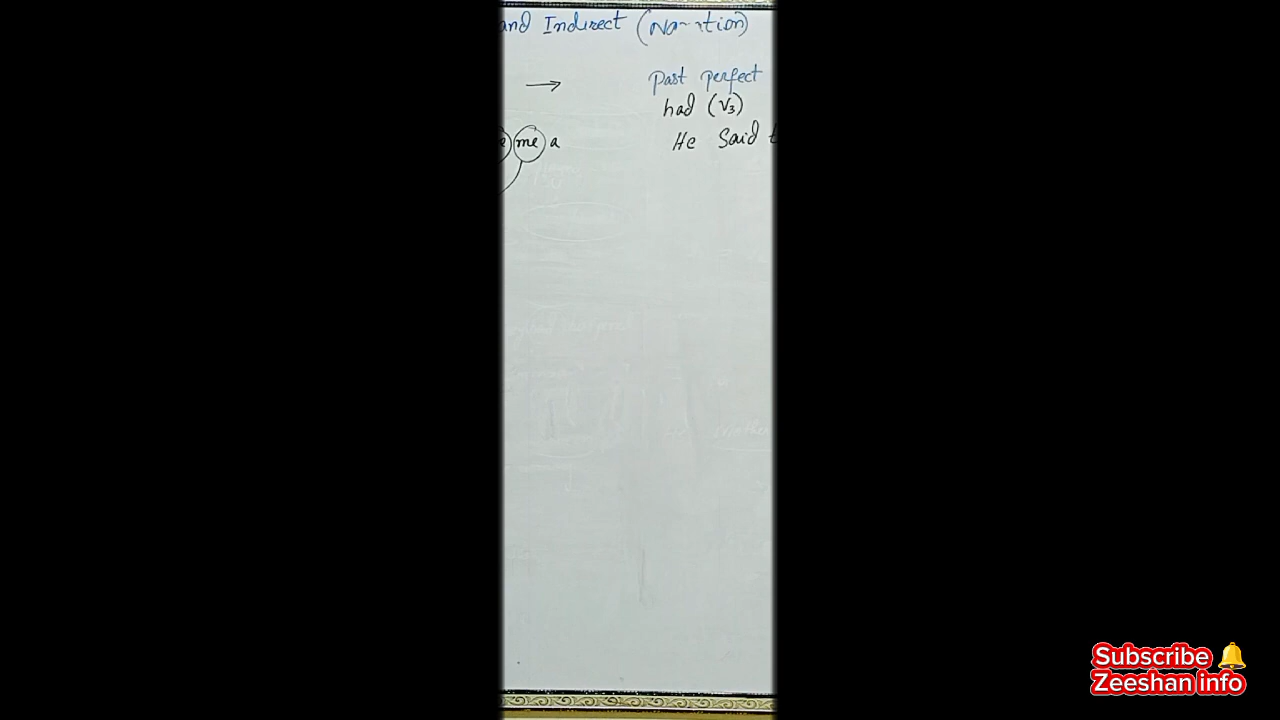 and Indirect (Narration)
→ Past perfect
had (V₃)
me a He Said
Subscribe 🔔
Zeeshan info